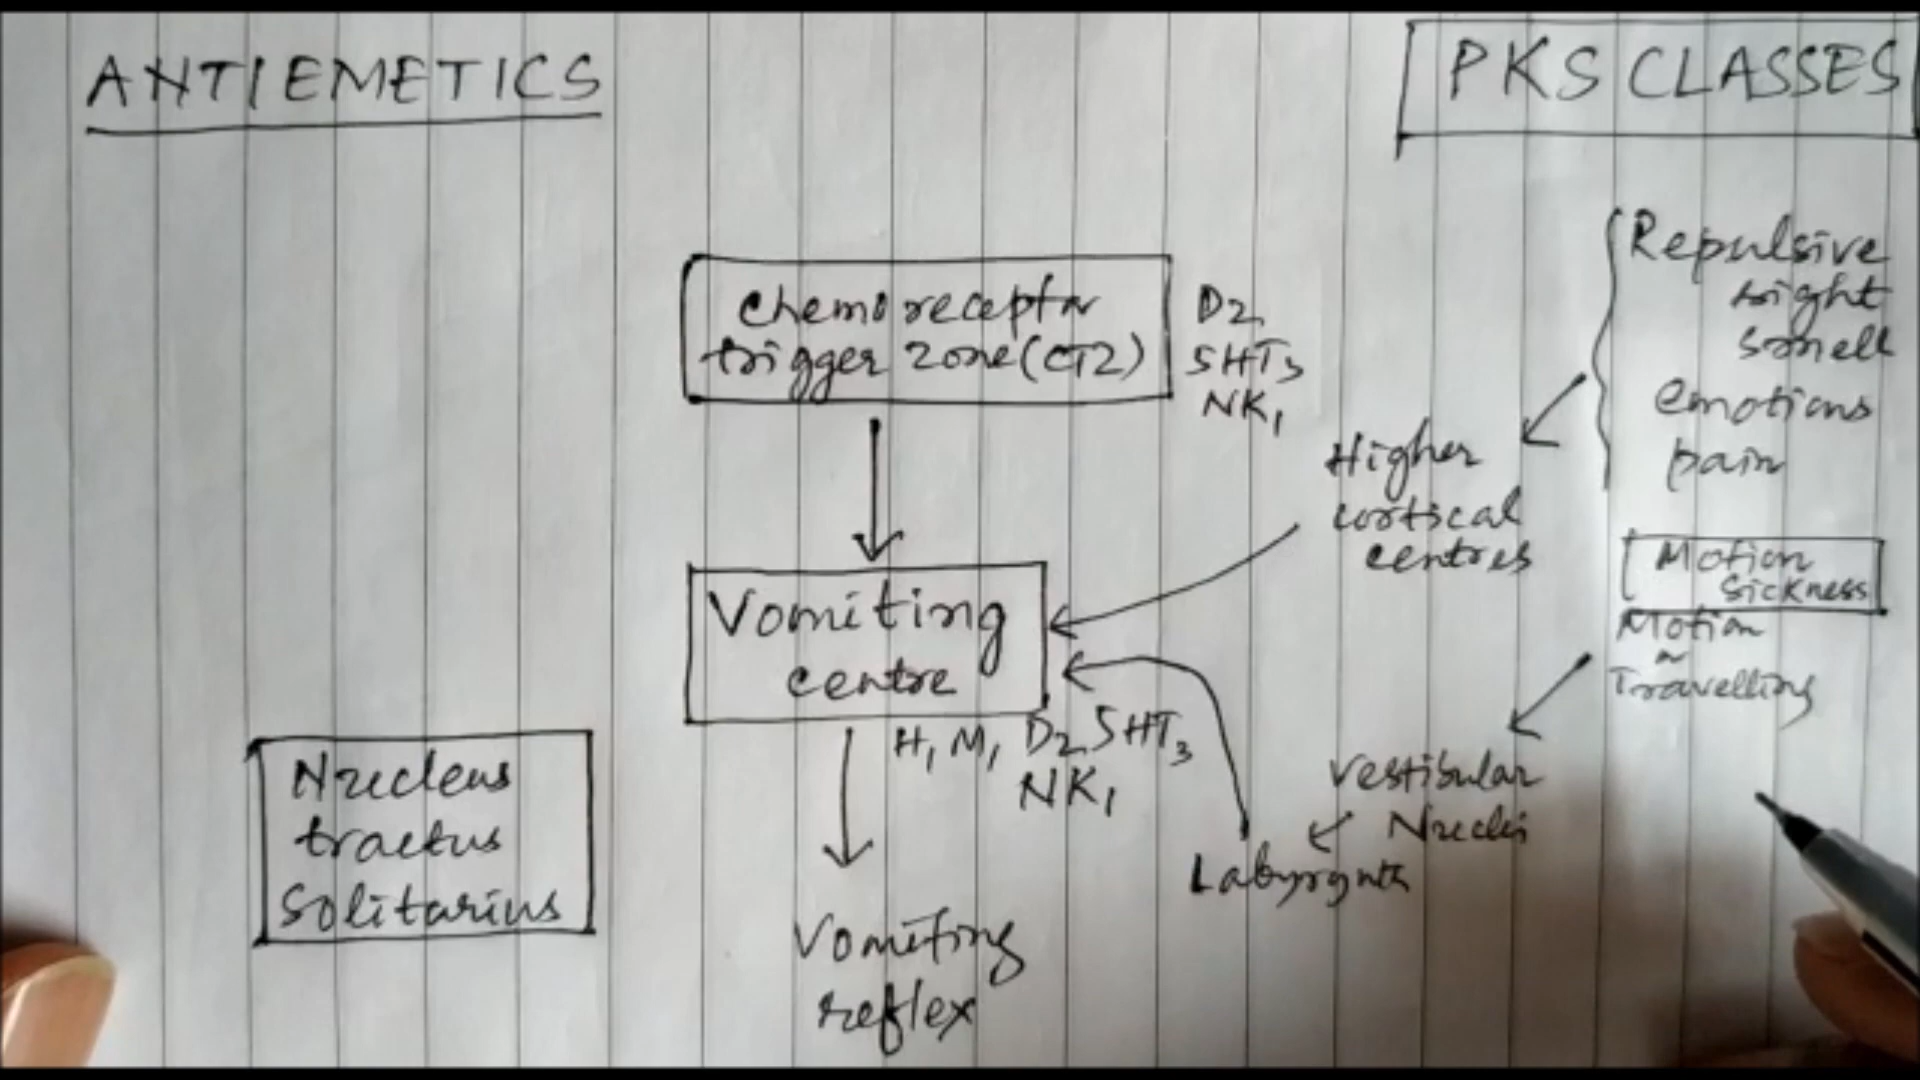 ANTIEMETICS
PKS CLASSES
Chemoreceptor
trigger zone (CTZ)
D2
5HT3
NK1
Repulsive
sight
smell
emotions
pain
Higher
cortical
centres
Motion
Sickness
Motion
Travelling
Vomiting
centre
H1 M1 D2 5HT3
NK1
Vestibular
Nuclei
Labyrynth
Nucleus
tractus
Solitarius
Vomiting
reflex